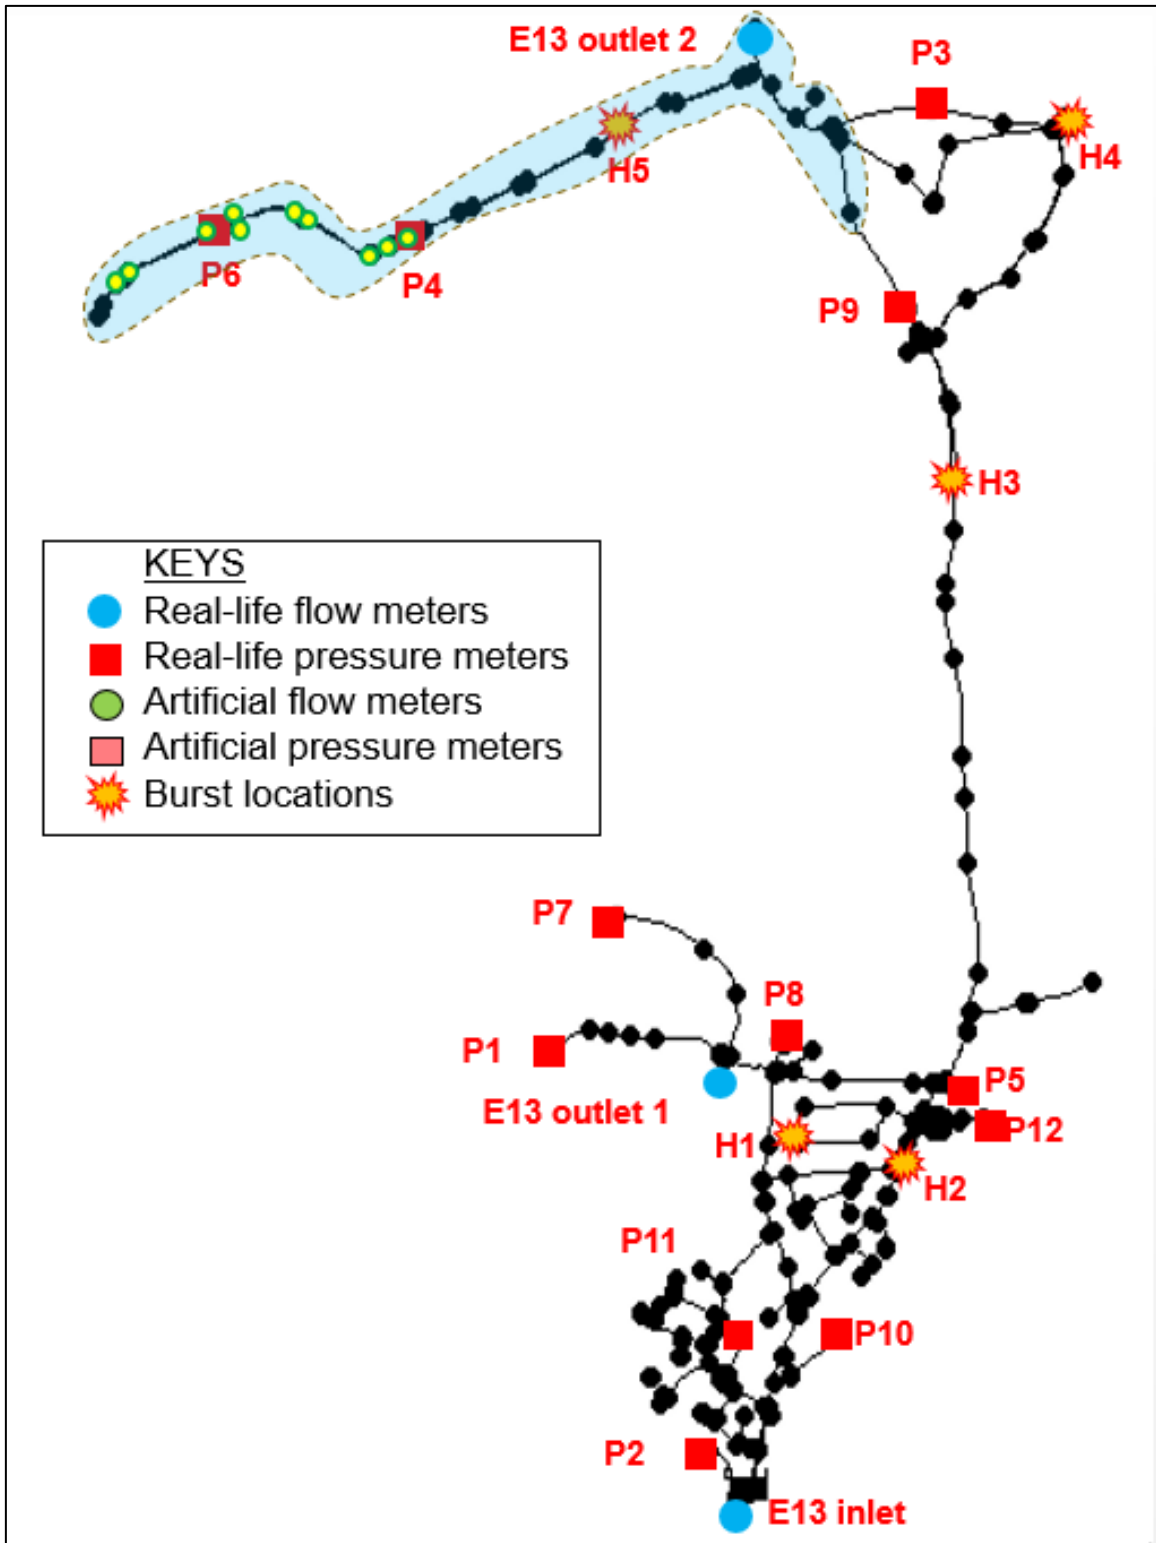 E13 outlet 2
P3
H4
H5
P6
P4
P9
H3
KEYS
Real-life flow meters
Real-life pressure meters
Artificial flow meters
Artificial pressure meters
Burst locations
P7
P8
P1
P5
E13 outlet 1
P12
H1
H2
P11
P10
P2
E13 inlet